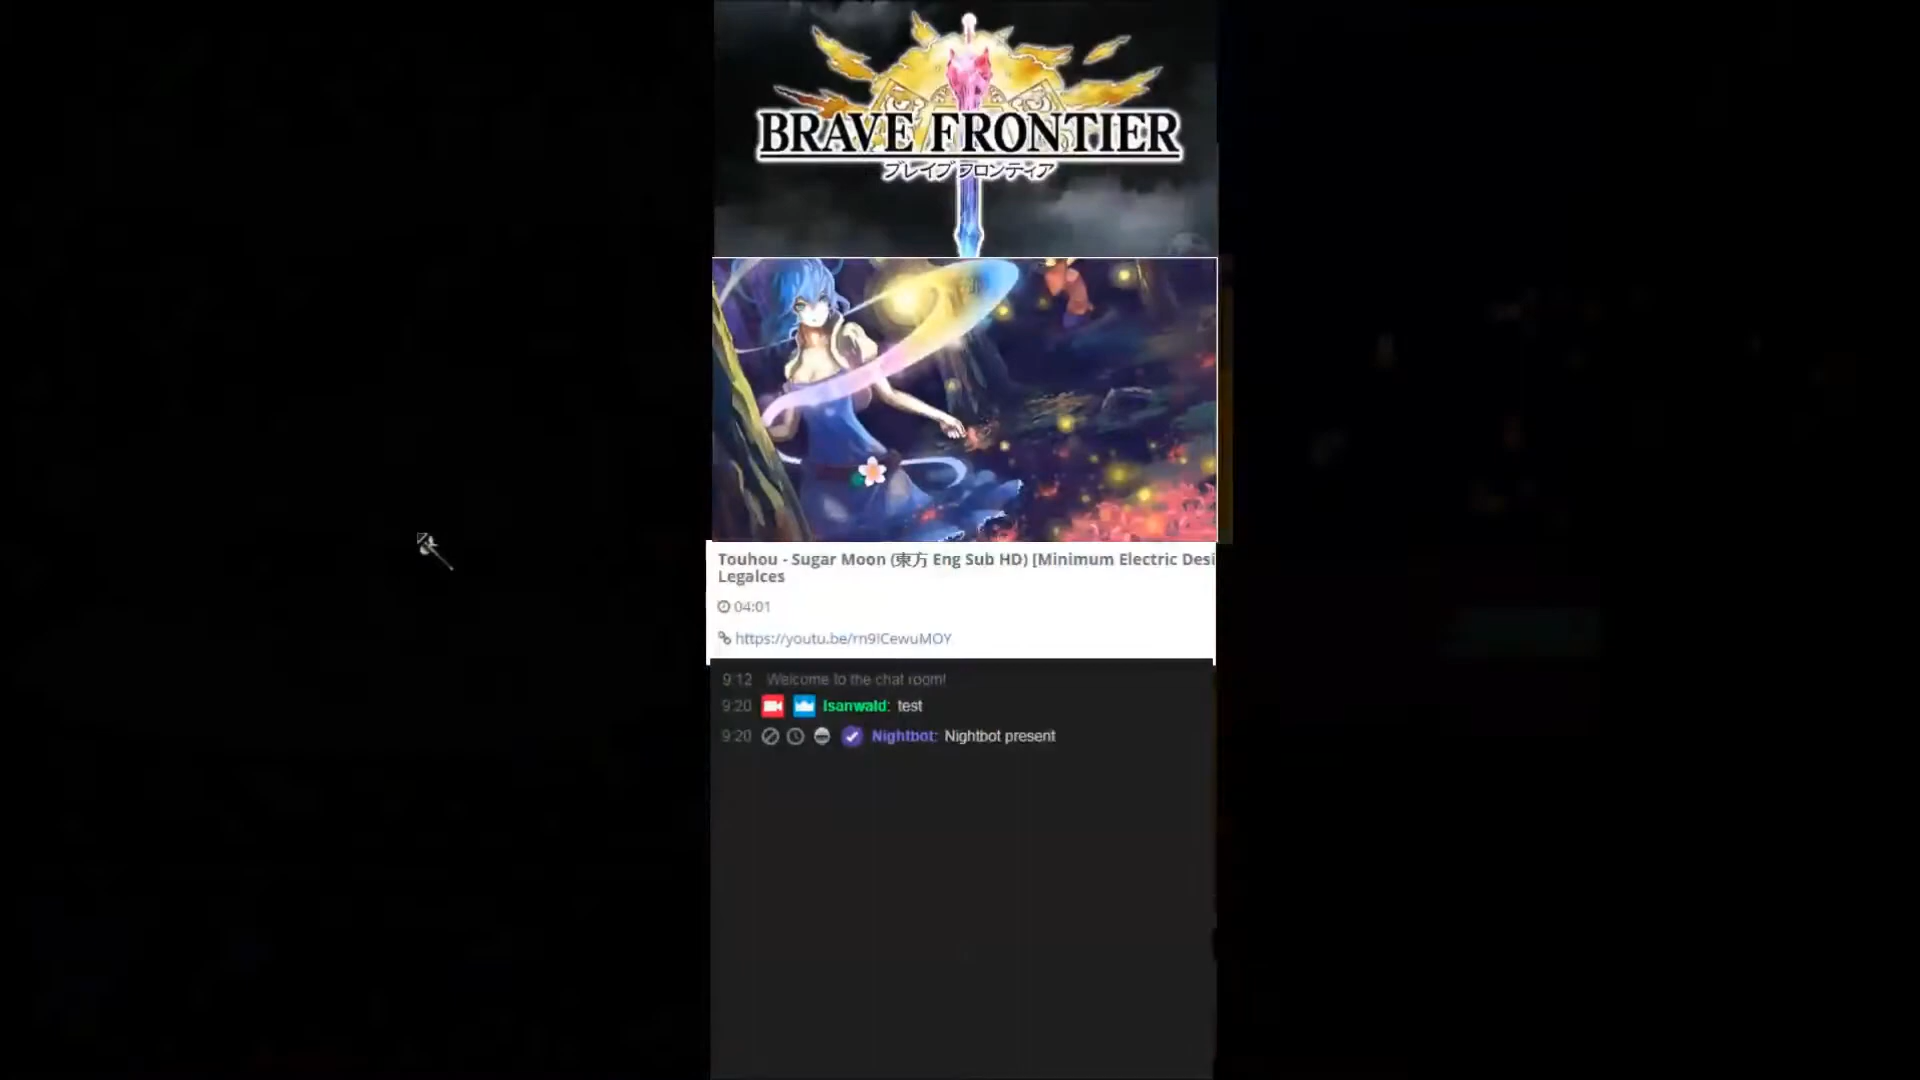 BRAVE FRONTIER
ブレイブ フロンティア
Touhou - Sugar Moon (東方 Eng Sub HD) [Minimum Electric Desi
Legalces
04:01
https://youtu.be/rn9ICewuMOY
9:12 Welcome to the chat room!
9:20 Isanwald: test
9:20 Nightbot: Nightbot present